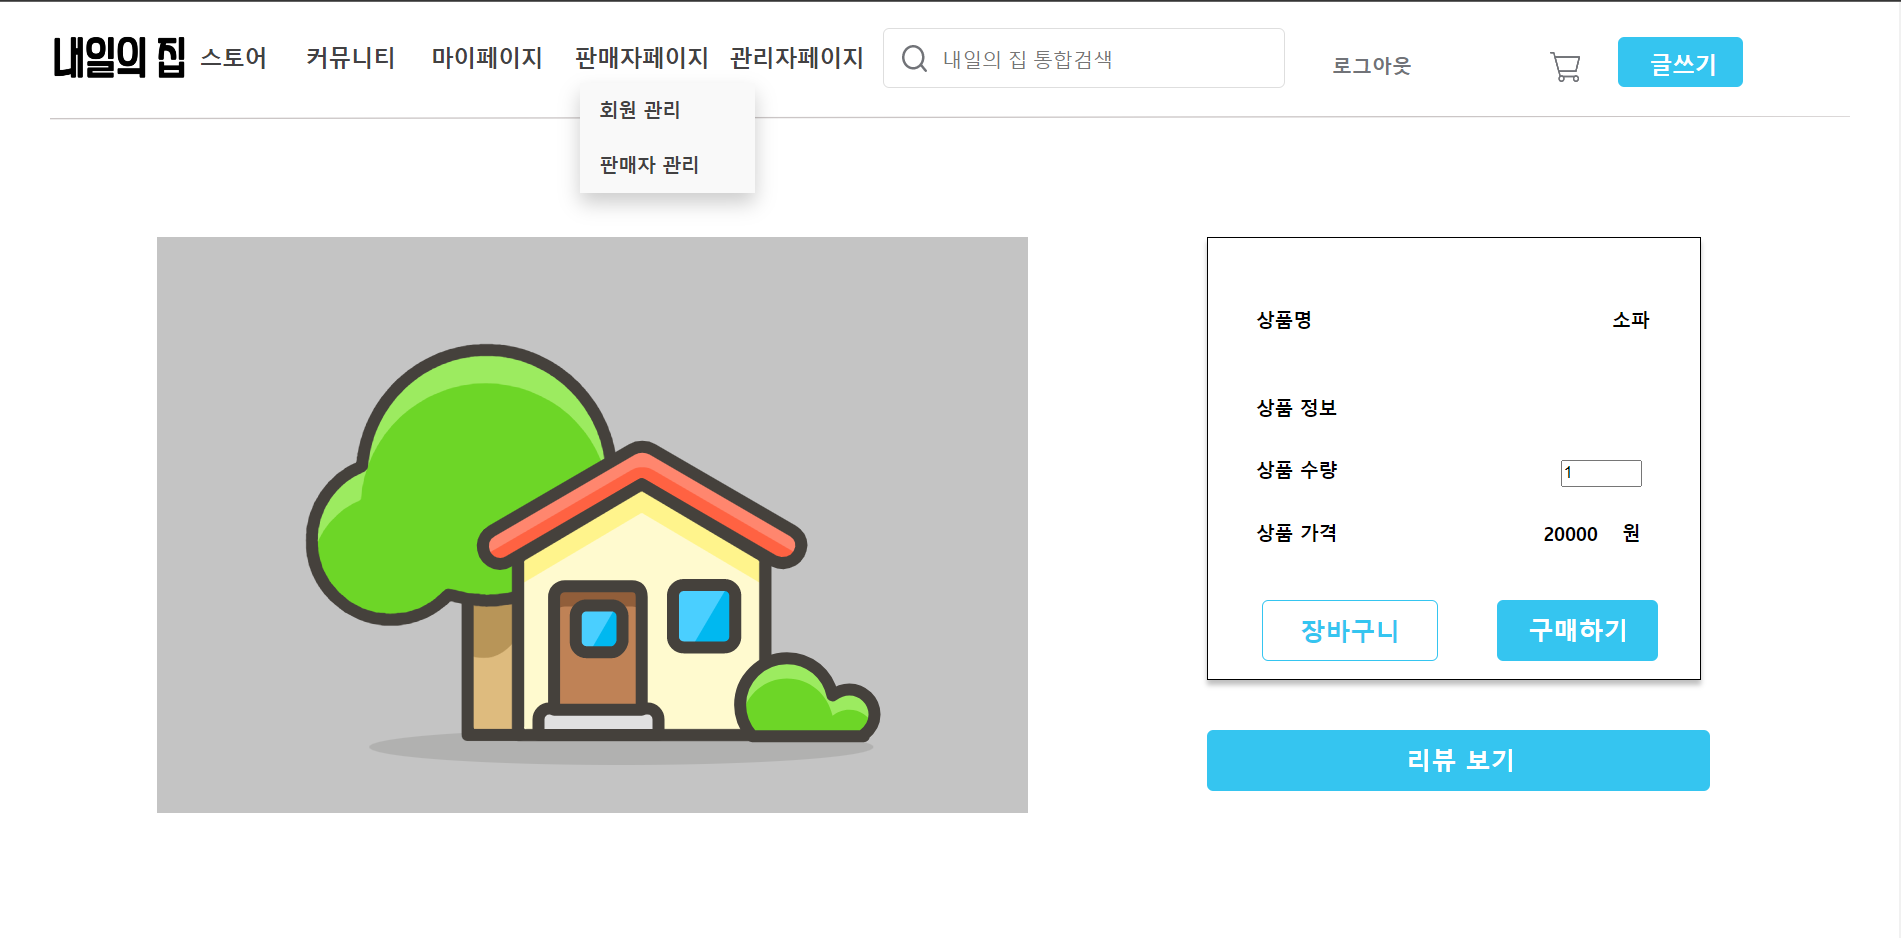 내일의 집 스토어 커뮤니티 마이페이지 판매자페이지 관리자페이지 내일의 집 통합검색 로그아웃 글쓰기
회원 관리
판매자 관리
상품명 소파
상품 정보
상품 수량 1
상품 가격 20000 원
장바구니 구매하기
리뷰 보기